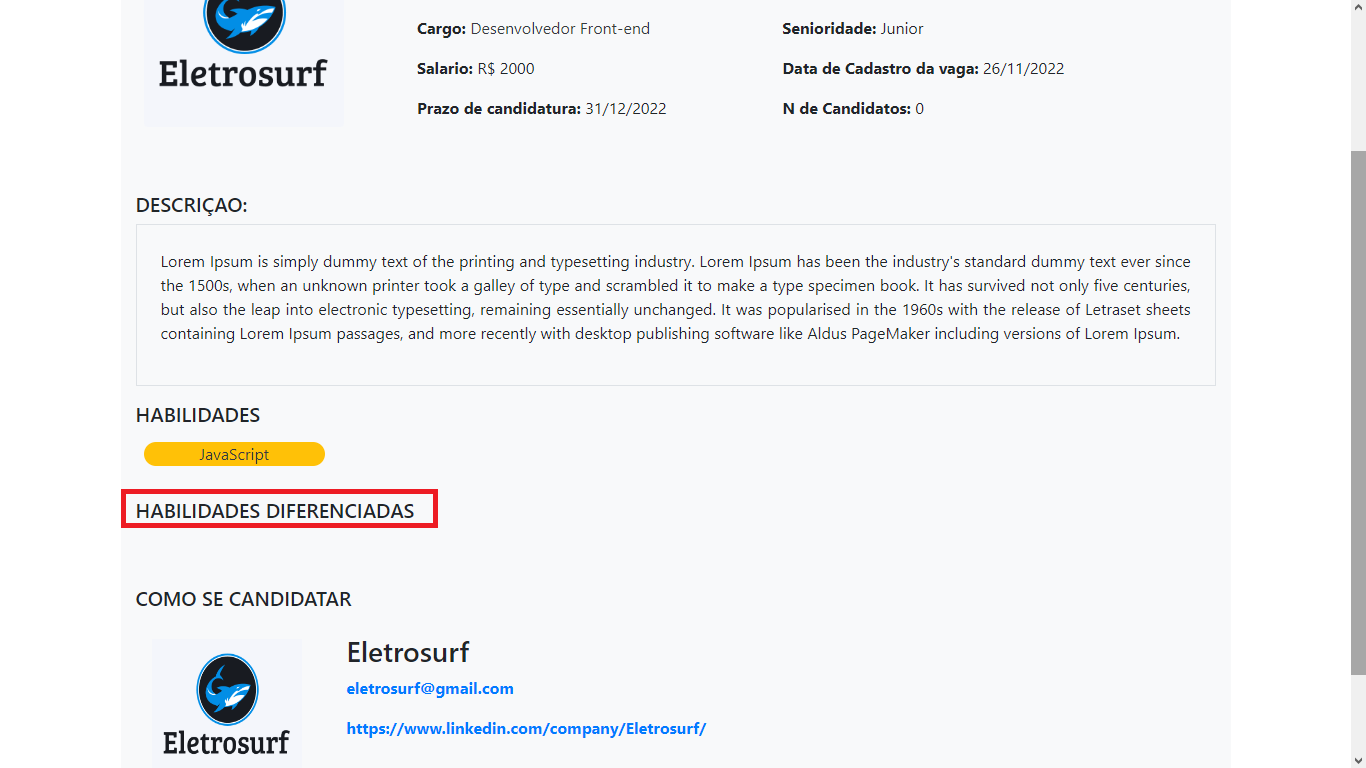 Eletrosurf
Cargo: Desenvolvedor Front-end
Senioridade: Junior
Salario: R$ 2000
Data de Cadastro da vaga: 26/11/2022
Prazo de candidatura: 31/12/2022
N de Candidatos: 0
DESCRIÇAO:
Lorem Ipsum is simply dummy text of the printing and typesetting industry. Lorem Ipsum has been the industry's standard dummy text ever since
the 1500s, when an unknown printer took a galley of type and scrambled it to make a type specimen book. It has survived not only five centuries,
but also the leap into electronic typesetting, remaining essentially unchanged. It was popularised in the 1960s with the release of Letraset sheets
containing Lorem Ipsum passages, and more recently with desktop publishing software like Aldus PageMaker including versions of Lorem Ipsum.
HABILIDADES
JavaScript
HABILIDADES DIFERENCIADAS
COMO SE CANDIDATAR
Eletrosurf
Eletrosurf
eletrosurf@gmail.com
https://www.linkedin.com/company/Eletrosurf/